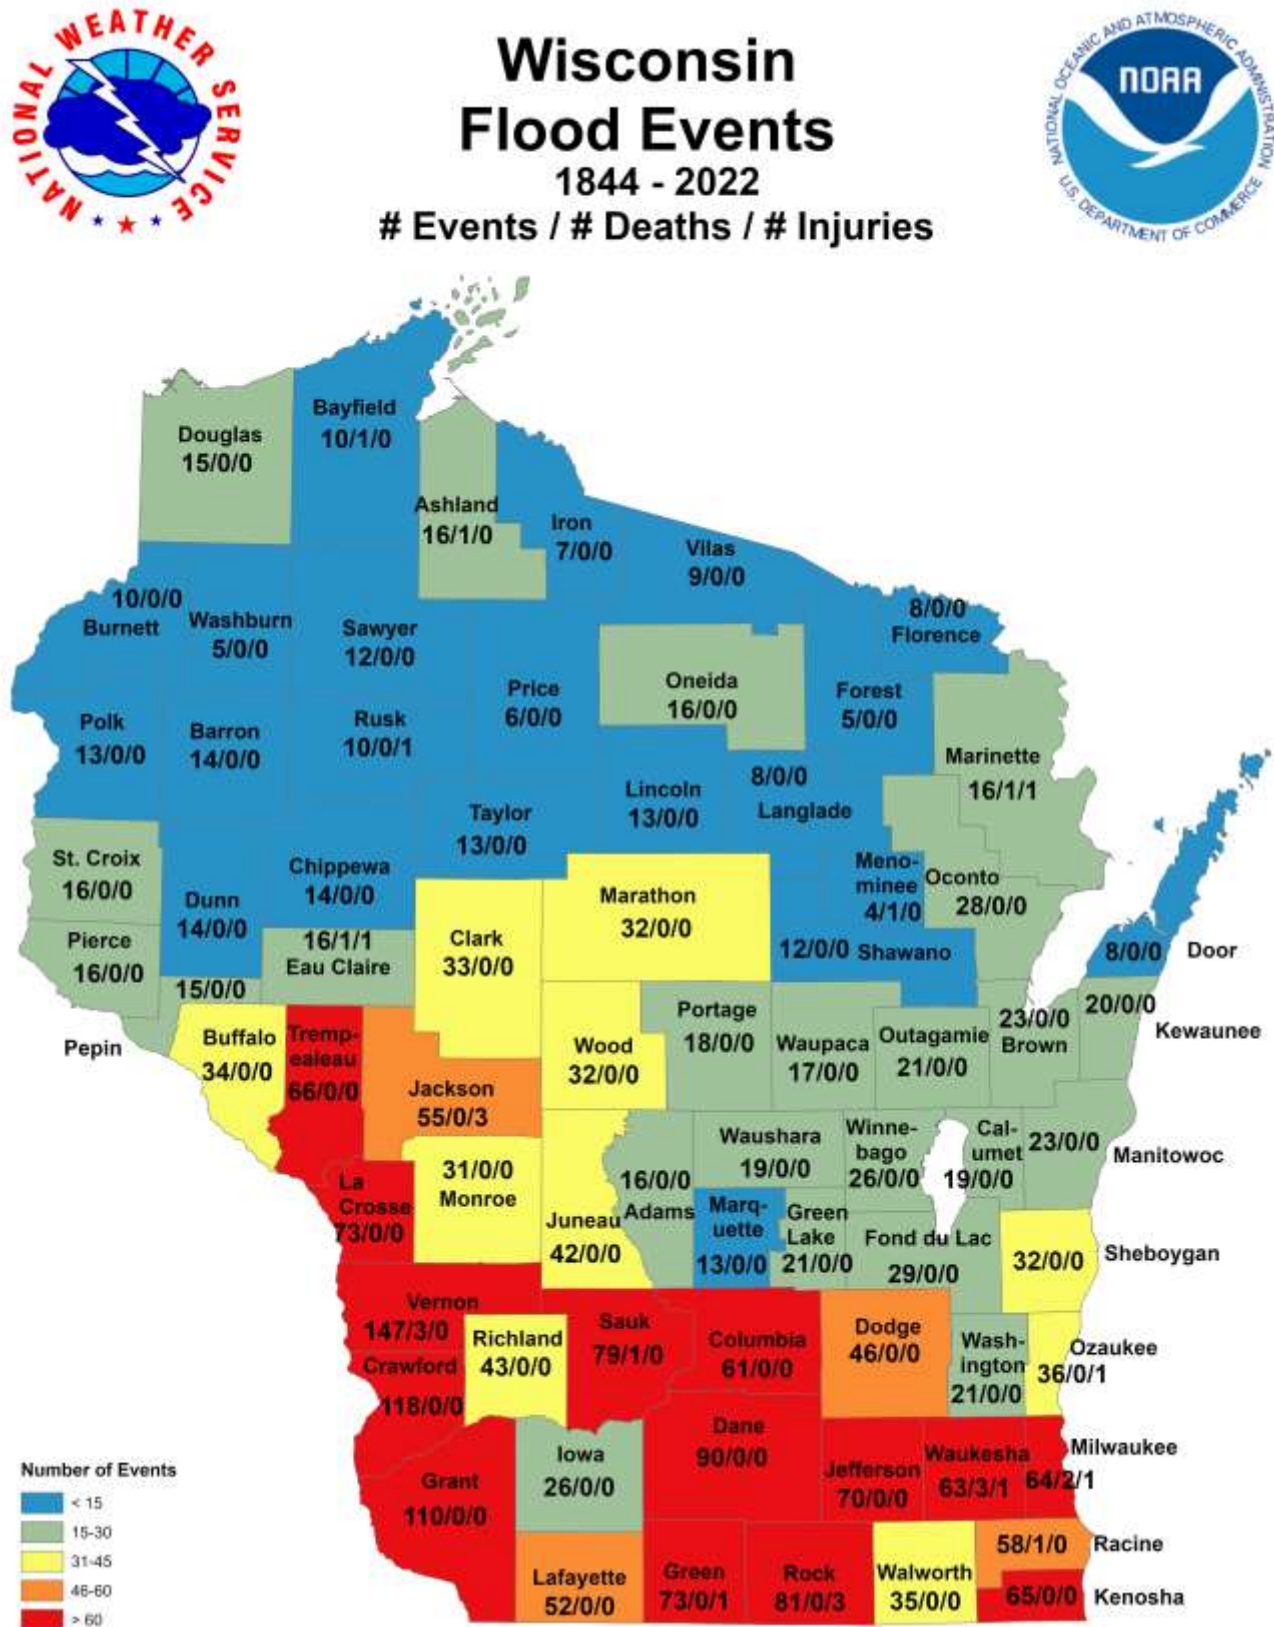 NATIONAL WEATHER SERVICE
Wisconsin
Flood Events
1844 - 2022
# Events / # Deaths / # Injuries
NATIONAL OCEANIC AND ATMOSPHERIC ADMINISTRATION
NOAA
U.S. DEPARTMENT OF COMMERCE
Bayfield
10/1/0
Douglas
15/0/0
Ashland
16/1/0
Iron
7/0/0
Vilas
9/0/0
10/0/0
Burnett
Washburn
5/0/0
Sawyer
12/0/0
8/0/0
Florence
Price
6/0/0
Oneida
16/0/0
Forest
5/0/0
Polk
13/0/0
Barron
14/0/0
Rusk
10/0/1
Marinette
16/1/1
Taylor
13/0/0
Lincoln
13/0/0
8/0/0
Langlade
St. Croix
16/0/0
Dunn
14/0/0
Chippewa
14/0/0
Meno-
minee
4/1/0
Oconto
28/0/0
Marathon
32/0/0
Pierce
16/0/0
16/1/1
Eau Claire
Clark
33/0/0
12/0/0 Shawano
8/0/0
Door
15/0/0
Pepin
Buffalo
34/0/0
Tremp-
ealeau
66/0/0
Jackson
55/0/3
Wood
32/0/0
Portage
18/0/0
Waupaca
17/0/0
Outagamie
21/0/0
23/0/0
Brown
20/0/0
Kewaunee
31/0/0
Monroe
Juneau
42/0/0
16/0/0
Adams
Waushara
19/0/0
Winne-
bago
26/0/0
Cal-
umet
19/0/0
23/0/0
Manitowoc
La
Crosse
73/0/0
Marq-
uette
13/0/0
Green
Lake
21/0/0
Fond du Lac
29/0/0
32/0/0
Sheboygan
Vernon
147/3/0
Richland
43/0/0
Sauk
79/1/0
Columbia
61/0/0
Dodge
46/0/0
Wash-
ington
21/0/0
Ozaukee
36/0/1
Crawford
118/0/0
Grant
110/0/0
Iowa
26/0/0
Dane
90/0/0
Jefferson
70/0/0
Waukesha
63/3/1
Milwaukee
64/2/1
Lafayette
52/0/0
Green
73/0/1
Rock
81/0/3
Walworth
35/0/0
58/1/0
Racine
65/0/0
Kenosha
Number of Events
< 15
15-30
31-45
46-60
> 60